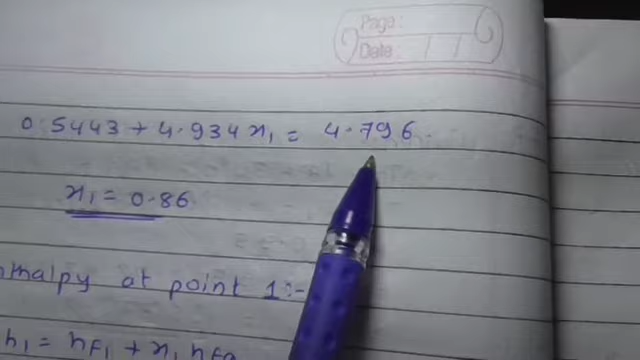 Page:
Date: / /
0.5443 + 4.934 x₁ = 4.796
x₁ = 0.86
nthalpy at point 1:-
h₁ = hF₁ + x₁ hFg